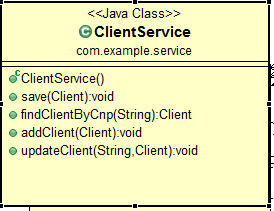 <<Java Class>>
ClientService
com.example.service
ClientService()
save(Client):void
findClientByCnp(String):Client
addClient(Client):void
updateClient(String,Client):void